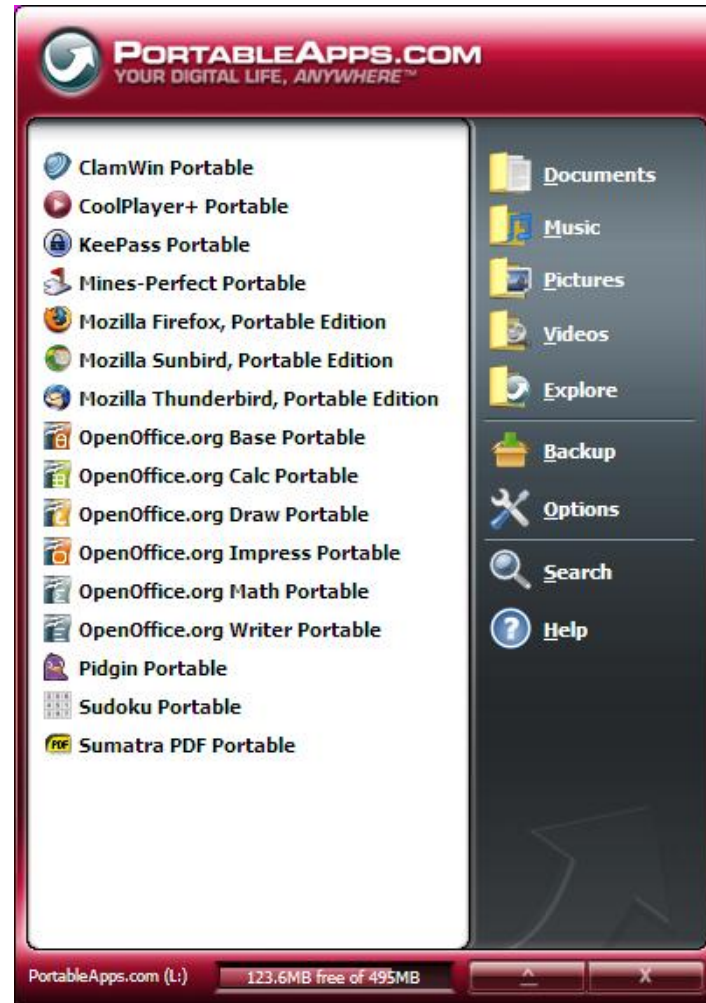 PORTABLEAPPS.COM
YOUR DIGITAL LIFE, ANYWHERE™
ClamWin Portable
CoolPlayer+ Portable
KeePass Portable
Mines-Perfect Portable
Mozilla Firefox, Portable Edition
Mozilla Sunbird, Portable Edition
Mozilla Thunderbird, Portable Edition
OpenOffice.org Base Portable
OpenOffice.org Calc Portable
OpenOffice.org Draw Portable
OpenOffice.org Impress Portable
OpenOffice.org Math Portable
OpenOffice.org Writer Portable
Pidgin Portable
Sudoku Portable
PDF Sumatra PDF Portable
Documents
Music
Pictures
Videos
Explore
Backup
Options
Search
? Help
PortableApps.com (L:) 123.6MB free of 495MB ^ X